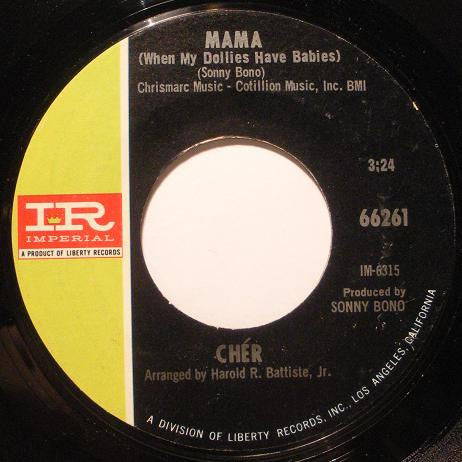 MAMA
(When My Dollies Have Babies)
(Sonny Bono)
Chrismarc Music - Cotillion Music, Inc. BMI
3:24
66261
IR
IMPERIAL
A PRODUCT OF LIBERTY RECORDS
IM-6315
Produced by
SONNY BONO
CHÉR
Arranged by Harold R. Battiste, Jr.
A DIVISION OF LIBERTY RECORDS, INC., LOS ANGELES, CALIFORNIA